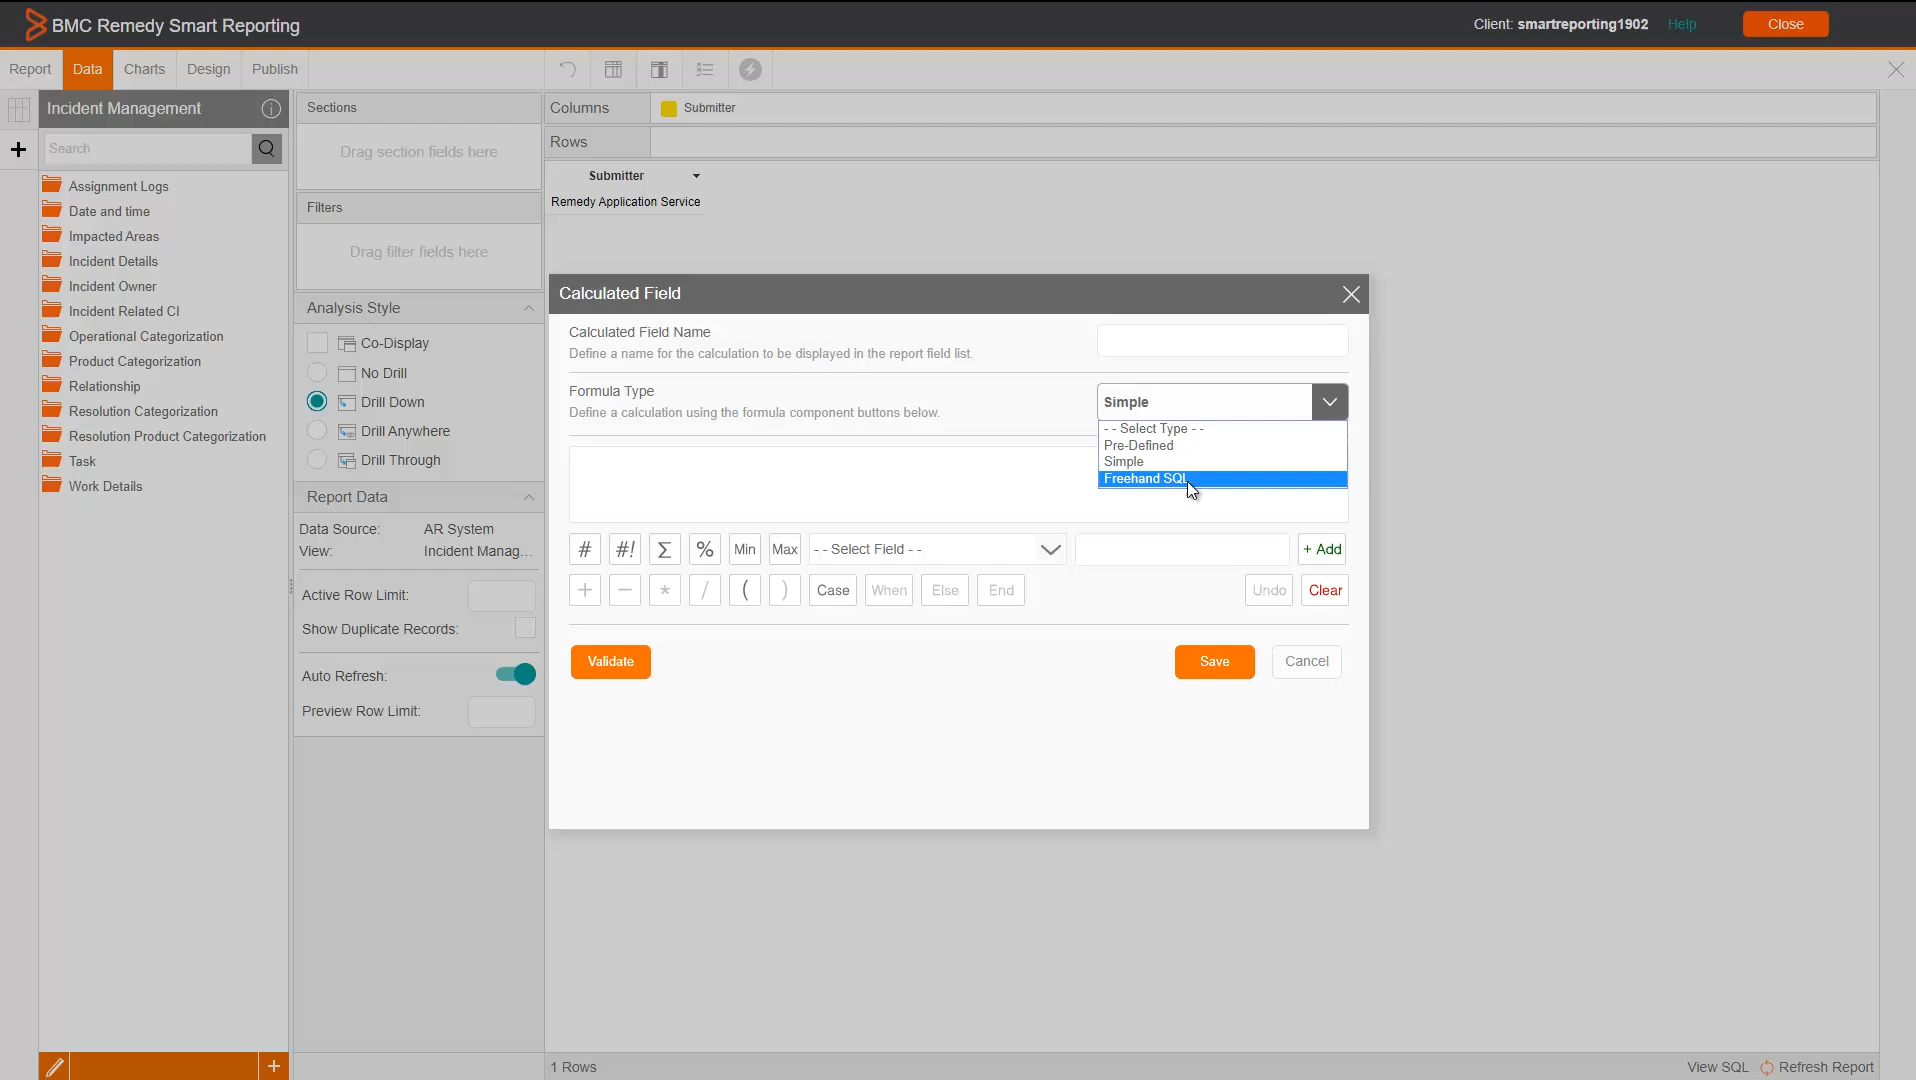 BMC Remedy Smart Reporting
Client: smartreporting1902 Help Close
Report Data Charts Design Publish
Incident Management
Search
Assignment Logs
Date and time
Impacted Areas
Incident Details
Incident Owner
Incident Related CI
Operational Categorization
Product Categorization
Relationship
Resolution Categorization
Resolution Product Categorization
Task
Work Details
Sections
Drag section fields here
Filters
Drag filter fields here
Analysis Style
Co-Display
No Drill
Drill Down
Drill Anywhere
Drill Through
Report Data
Data Source: AR System
View: Incident Manag...
Active Row Limit:
Show Duplicate Records:
Auto Refresh:
Preview Row Limit:
Columns Submitter
Rows
Submitter
Remedy Application Service
Calculated Field
Calculated Field Name
Define a name for the calculation to be displayed in the report field list.
Formula Type
Define a calculation using the formula component buttons below.
Simple
- - Select Type - -
Pre-Defined
Simple
Freehand SQL
# #! Σ % Min Max - - Select Field - - + Add
+ − * / ( ) Case When Else End Undo Clear
Validate Save Cancel
1 Rows View SQL Refresh Report